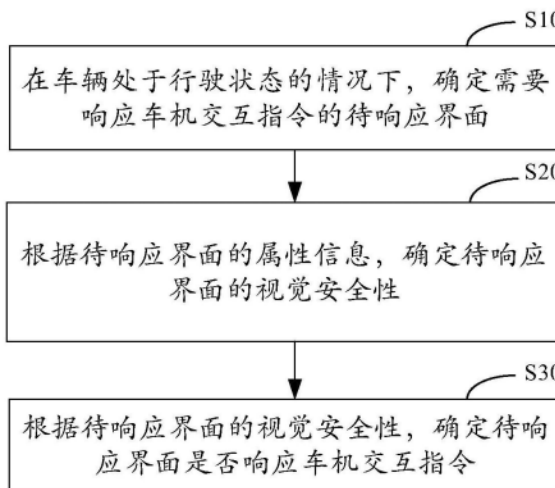 S10
在车辆处于行驶状态的情况下，确定需要
响应车机交互指令的待响应界面
S20
根据待响应界面的属性信息，确定待响应
界面的视觉安全性
S30
根据待响应界面的视觉安全性，确定待响
应界面是否响应车机交互指令